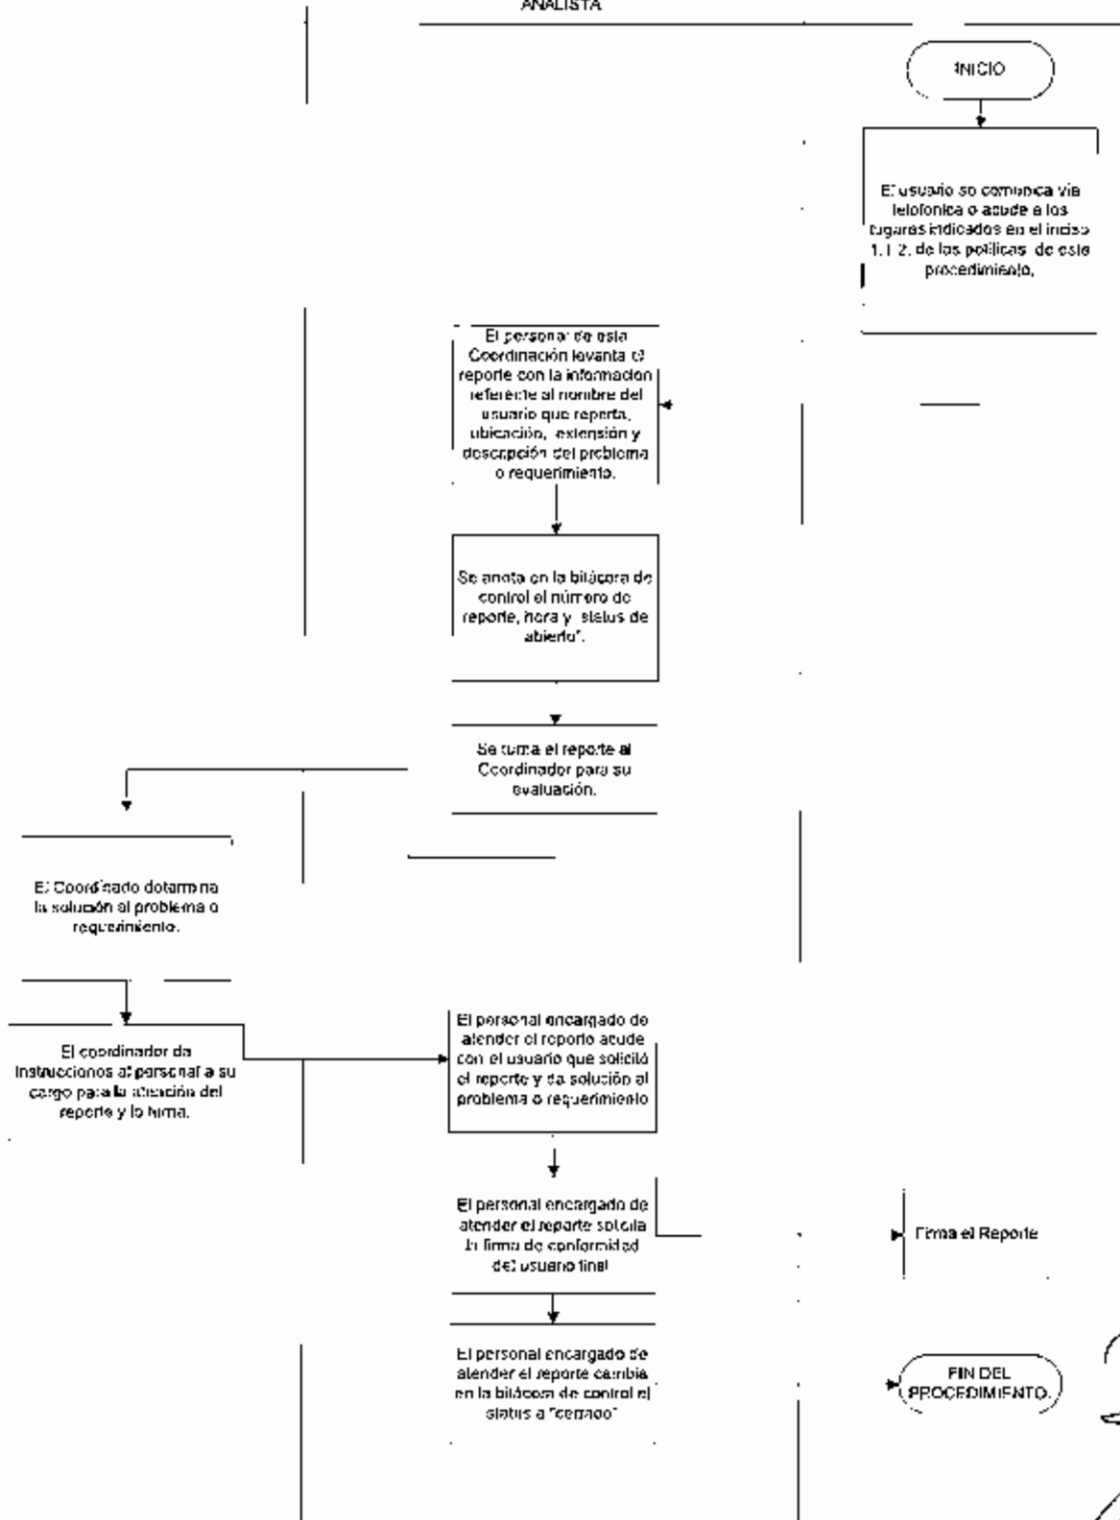 ANALISTA
INICIO
El usuario se comunica via
telefonica o acude a los
lugares indicados en el inciso
1.1.2. de las politicas de este
procedimiento.
El personal de esta
Coordinación levanta el
reporte con la informacion
referente al nombre del
usuario que reporta,
ubicación, extensión y
descripción del problema
o requerimiento.
Se anota en la bitácora de
control el número de
reporte, hora y status de
abierto".
Se turna el reporte al
Coordinador para su
evaluación.
El Coordinado determina
la solución al problema o
requerimiento.
El coordinador da
instrucciones al personal a su
cargo para la atención del
reporte y lo firma.
El personal encargado de
atender el reporte acude
con el usuario que solicitó
el reporte y da solución al
problema o requerimiento
El personal encargado de
atender el reporte solicita
la firma de conformidad
del usuario final
Firma el Reporte
El personal encargado de
atender el reporte cambia
en la bitácora de control el
status a "cerrado"
FIN DEL
PROCEDIMIENTO.